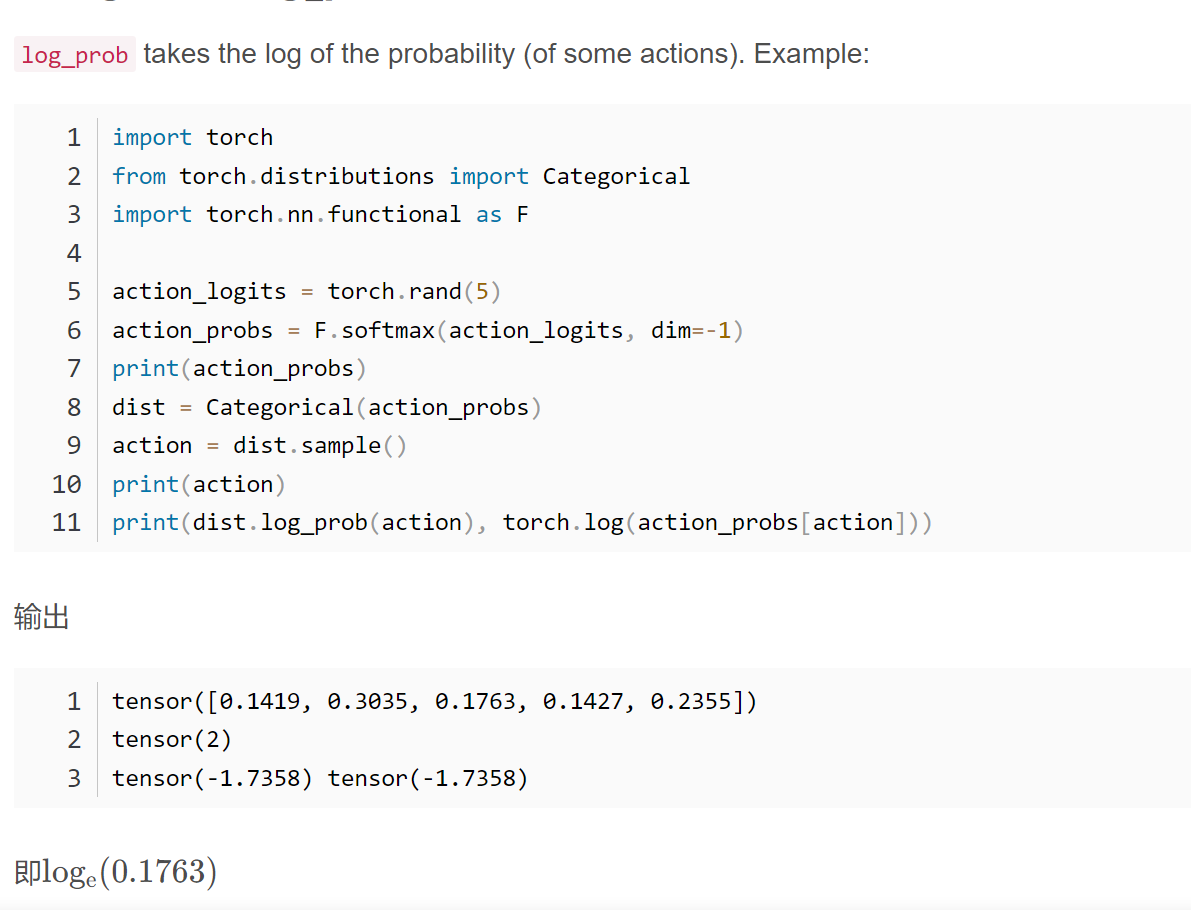 log_prob takes the log of the probability (of some actions). Example:
1 import torch
2 from torch.distributions import Categorical
3 import torch.nn.functional as F
4
5 action_logits = torch.rand(5)
6 action_probs = F.softmax(action_logits, dim=-1)
7 print(action_probs)
8 dist = Categorical(action_probs)
9 action = dist.sample()
10 print(action)
11 print(dist.log_prob(action), torch.log(action_probs[action]))
输出
1 tensor([0.1419, 0.3035, 0.1763, 0.1427, 0.2355])
2 tensor(2)
3 tensor(-1.7358) tensor(-1.7358)
即logₑ(0.1763)